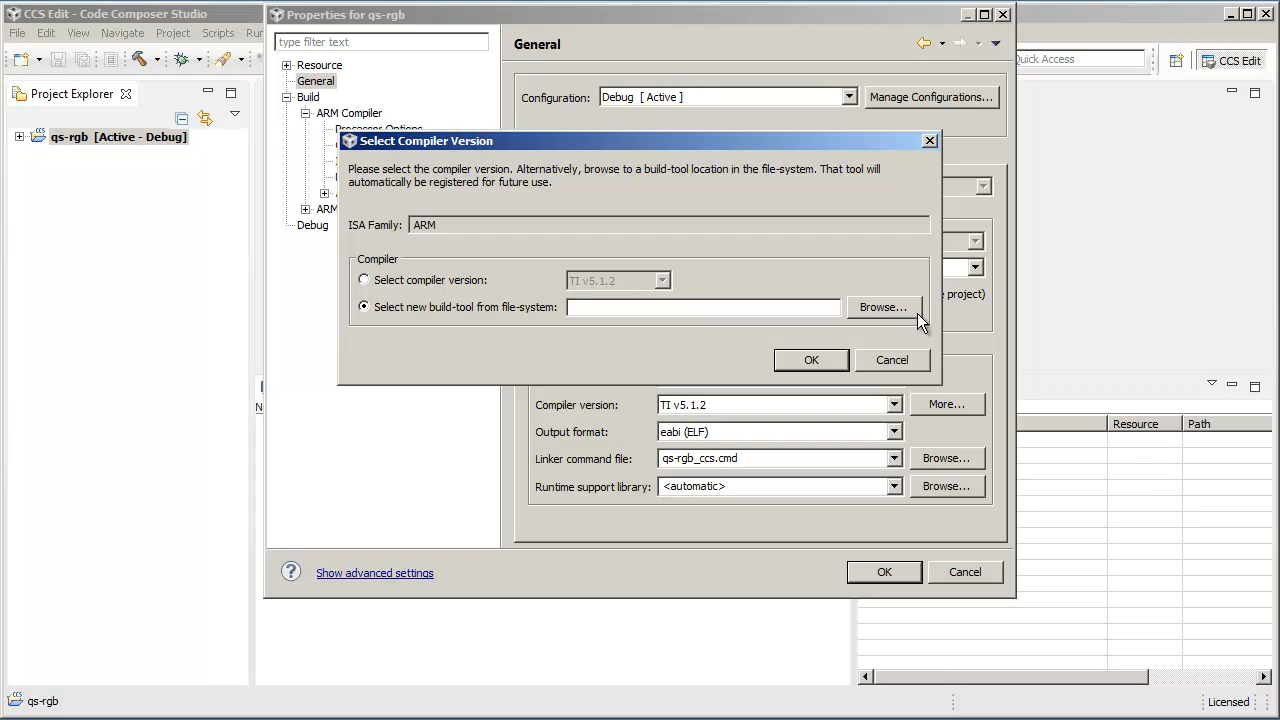 CCS Edit - Code Composer Studio
File Edit View Navigate Project Scripts Run
Quick Access
CCS Edit
Project Explorer
qs-rgb [Active - Debug]
Properties for qs-rgb
type filter text
Resource
General
Build
ARM Compiler
Processor Options
ARM
Debug
General
Configuration: Debug [ Active ] Manage Configurations...
Select Compiler Version
Please select the compiler version. Alternatively, browse to a build-tool location in the file-system. That tool will
automatically be registered for future use.
ISA Family: ARM
Compiler
Select compiler version: TI v5.1.2
Select new build-tool from file-system: Browse...
OK Cancel
e project)
Compiler version: TI v5.1.2 More...
Output format: eabi (ELF)
Linker command file: qs-rgb_ccs.cmd Browse...
Runtime support library: <automatic> Browse...
? Show advanced settings OK Cancel
Resource Path
qs-rgb
Licensed